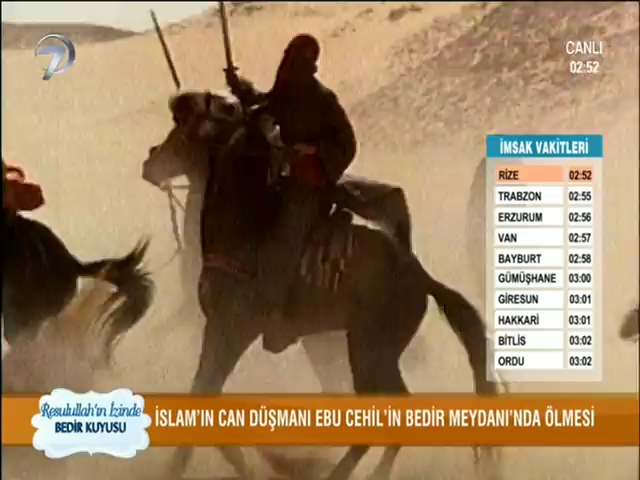 7
CANLI
02:52
İMSAK VAKİTLERİ
RİZE 02:52
TRABZON 02:55
ERZURUM 02:56
VAN 02:57
BAYBURT 02:58
GÜMÜŞHANE 03:00
GİRESUN 03:01
HAKKARİ 03:01
BİTLİS 03:02
ORDU 03:02
Resulullah'ın İzinde
BEDİR KUYUSU
İSLAM'IN CAN DÜŞMANI EBU CEHİL'İN BEDİR MEYDANI'NDA ÖLMESİ